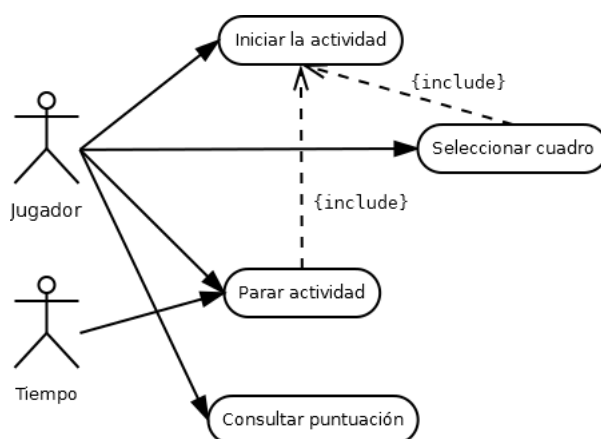 Iniciar la actividad
{include}
Seleccionar cuadro
Jugador
{include}
Parar actividad
Tiempo
Consultar puntuación